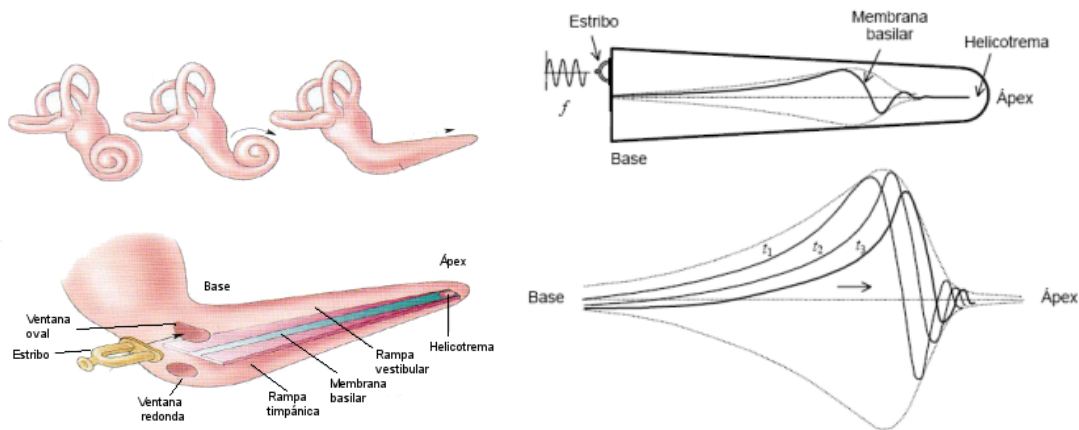 Base
Ápex
Ventana
oval
Estribo
Helicotrema
Rampa
vestibular
Membrana
basilar
Rampa
timpánica
Ventana
redonda
Estribo
Membrana
basilar
Helicotrema
f
Ápex
Base
t1
t2
t3
Base
Ápex